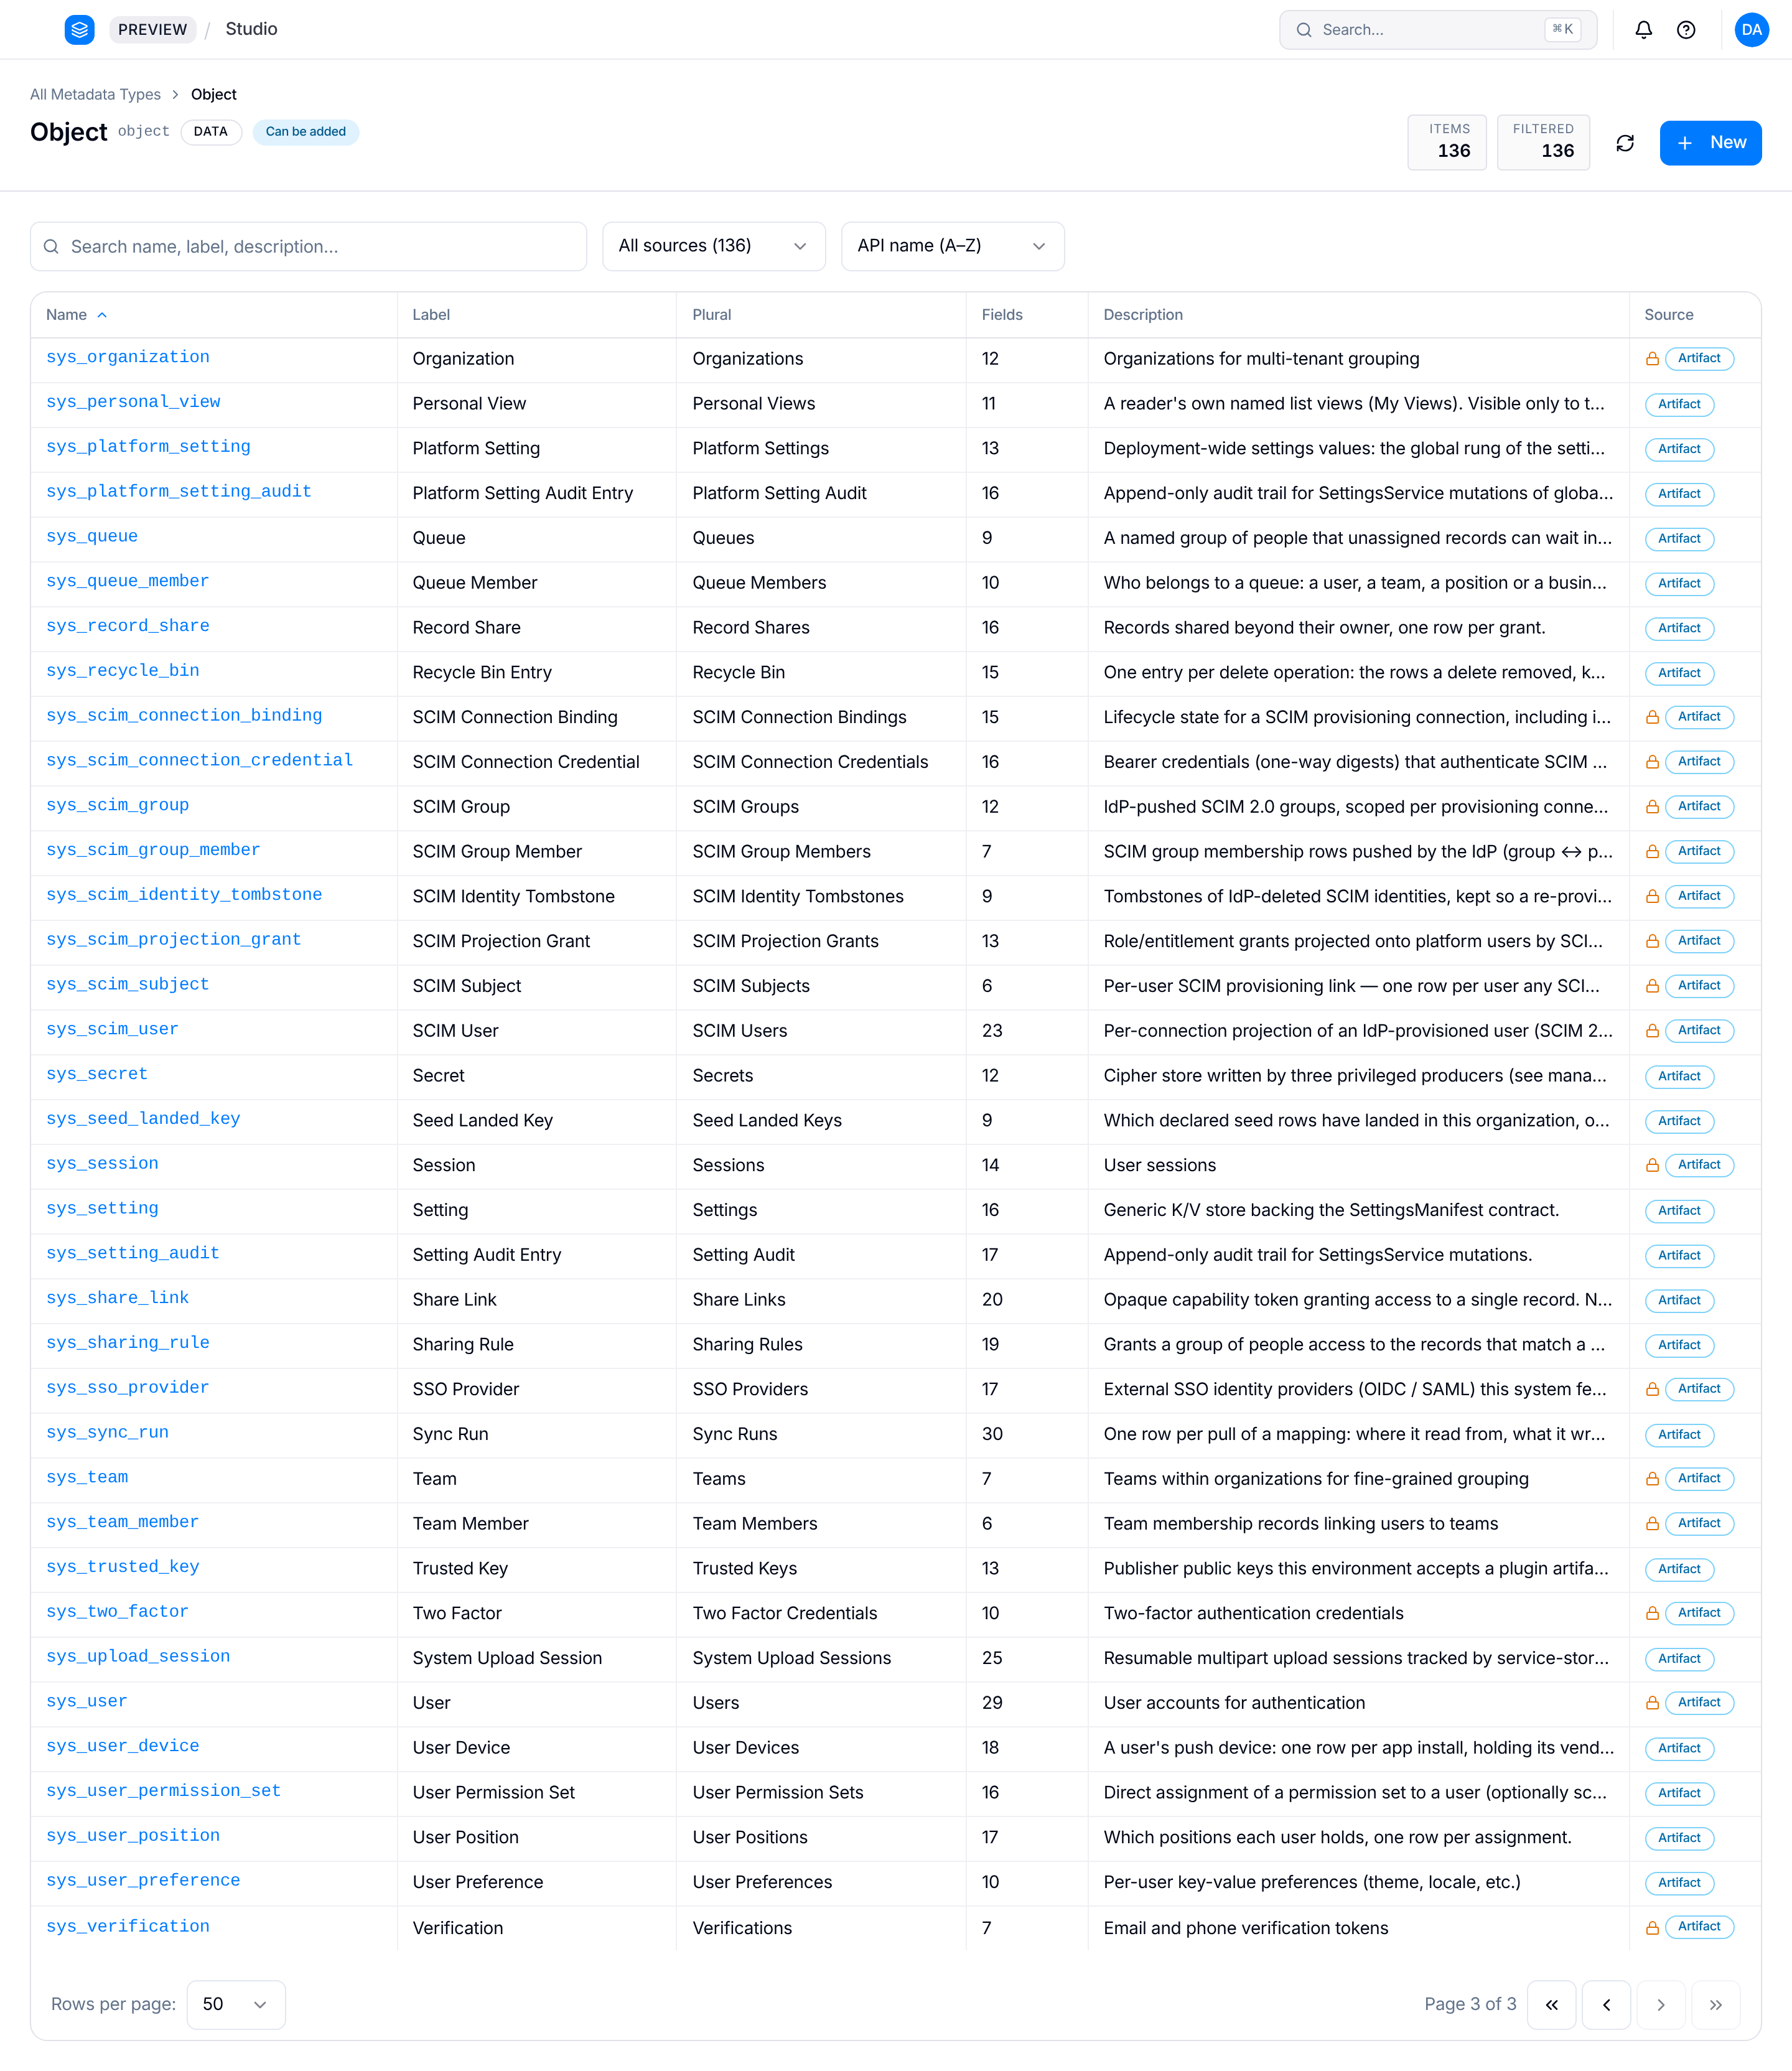 PREVIEW / Studio
Search... ⌘K
DA
All Metadata Types > Object
Object object DATA Can be added
ITEMS 136
FILTERED 136
+ New
Search name, label, description...
All sources (136)
API name (A–Z)
Name Label Plural Fields Description Source
sys_organization Organization Organizations 12 Organizations for multi-tenant grouping Artifact
sys_personal_view Personal View Personal Views 11 A reader's own named list views (My Views). Visible only to t... Artifact
sys_platform_setting Platform Setting Platform Settings 13 Deployment-wide settings values: the global rung of the setti... Artifact
sys_platform_setting_audit Platform Setting Audit Entry Platform Setting Audit 16 Append-only audit trail for SettingsService mutations of globa... Artifact
sys_queue Queue Queues 9 A named group of people that unassigned records can wait in... Artifact
sys_queue_member Queue Member Queue Members 10 Who belongs to a queue: a user, a team, a position or a busin... Artifact
sys_record_share Record Share Record Shares 16 Records shared beyond their owner, one row per grant. Artifact
sys_recycle_bin Recycle Bin Entry Recycle Bin 15 One entry per delete operation: the rows a delete removed, k... Artifact
sys_scim_connection_binding SCIM Connection Binding SCIM Connection Bindings 15 Lifecycle state for a SCIM provisioning connection, including i... Artifact
sys_scim_connection_credential SCIM Connection Credential SCIM Connection Credentials 16 Bearer credentials (one-way digests) that authenticate SCIM ... Artifact
sys_scim_group SCIM Group SCIM Groups 12 IdP-pushed SCIM 2.0 groups, scoped per provisioning conne... Artifact
sys_scim_group_member SCIM Group Member SCIM Group Members 7 SCIM group membership rows pushed by the IdP (group ↔ p... Artifact
sys_scim_identity_tombstone SCIM Identity Tombstone SCIM Identity Tombstones 9 Tombstones of IdP-deleted SCIM identities, kept so a re-provi... Artifact
sys_scim_projection_grant SCIM Projection Grant SCIM Projection Grants 13 Role/entitlement grants projected onto platform users by SCI... Artifact
sys_scim_subject SCIM Subject SCIM Subjects 6 Per-user SCIM provisioning link — one row per user any SCI... Artifact
sys_scim_user SCIM User SCIM Users 23 Per-connection projection of an IdP-provisioned user (SCIM 2... Artifact
sys_secret Secret Secrets 12 Cipher store written by three privileged producers (see mana... Artifact
sys_seed_landed_key Seed Landed Key Seed Landed Keys 9 Which declared seed rows have landed in this organization, o... Artifact
sys_session Session Sessions 14 User sessions Artifact
sys_setting Setting Settings 16 Generic K/V store backing the SettingsManifest contract. Artifact
sys_setting_audit Setting Audit Entry Setting Audit 17 Append-only audit trail for SettingsService mutations. Artifact
sys_share_link Share Link Share Links 20 Opaque capability token granting access to a single record. N... Artifact
sys_sharing_rule Sharing Rule Sharing Rules 19 Grants a group of people access to the records that match a ... Artifact
sys_sso_provider SSO Provider SSO Providers 17 External SSO identity providers (OIDC / SAML) this system fe... Artifact
sys_sync_run Sync Run Sync Runs 30 One row per pull of a mapping: where it read from, what it wr... Artifact
sys_team Team Teams 7 Teams within organizations for fine-grained grouping Artifact
sys_team_member Team Member Team Members 6 Team membership records linking users to teams Artifact
sys_trusted_key Trusted Key Trusted Keys 13 Publisher public keys this environment accepts a plugin artifa... Artifact
sys_two_factor Two Factor Two Factor Credentials 10 Two-factor authentication credentials Artifact
sys_upload_session System Upload Session System Upload Sessions 25 Resumable multipart upload sessions tracked by service-stor... Artifact
sys_user User Users 29 User accounts for authentication Artifact
sys_user_device User Device User Devices 18 A user's push device: one row per app install, holding its vend... Artifact
sys_user_permission_set User Permission Set User Permission Sets 16 Direct assignment of a permission set to a user (optionally sc... Artifact
sys_user_position User Position User Positions 17 Which positions each user holds, one row per assignment. Artifact
sys_user_preference User Preference User Preferences 10 Per-user key-value preferences (theme, locale, etc.) Artifact
sys_verification Verification Verifications 7 Email and phone verification tokens Artifact
Rows per page: 50
Page 3 of 3